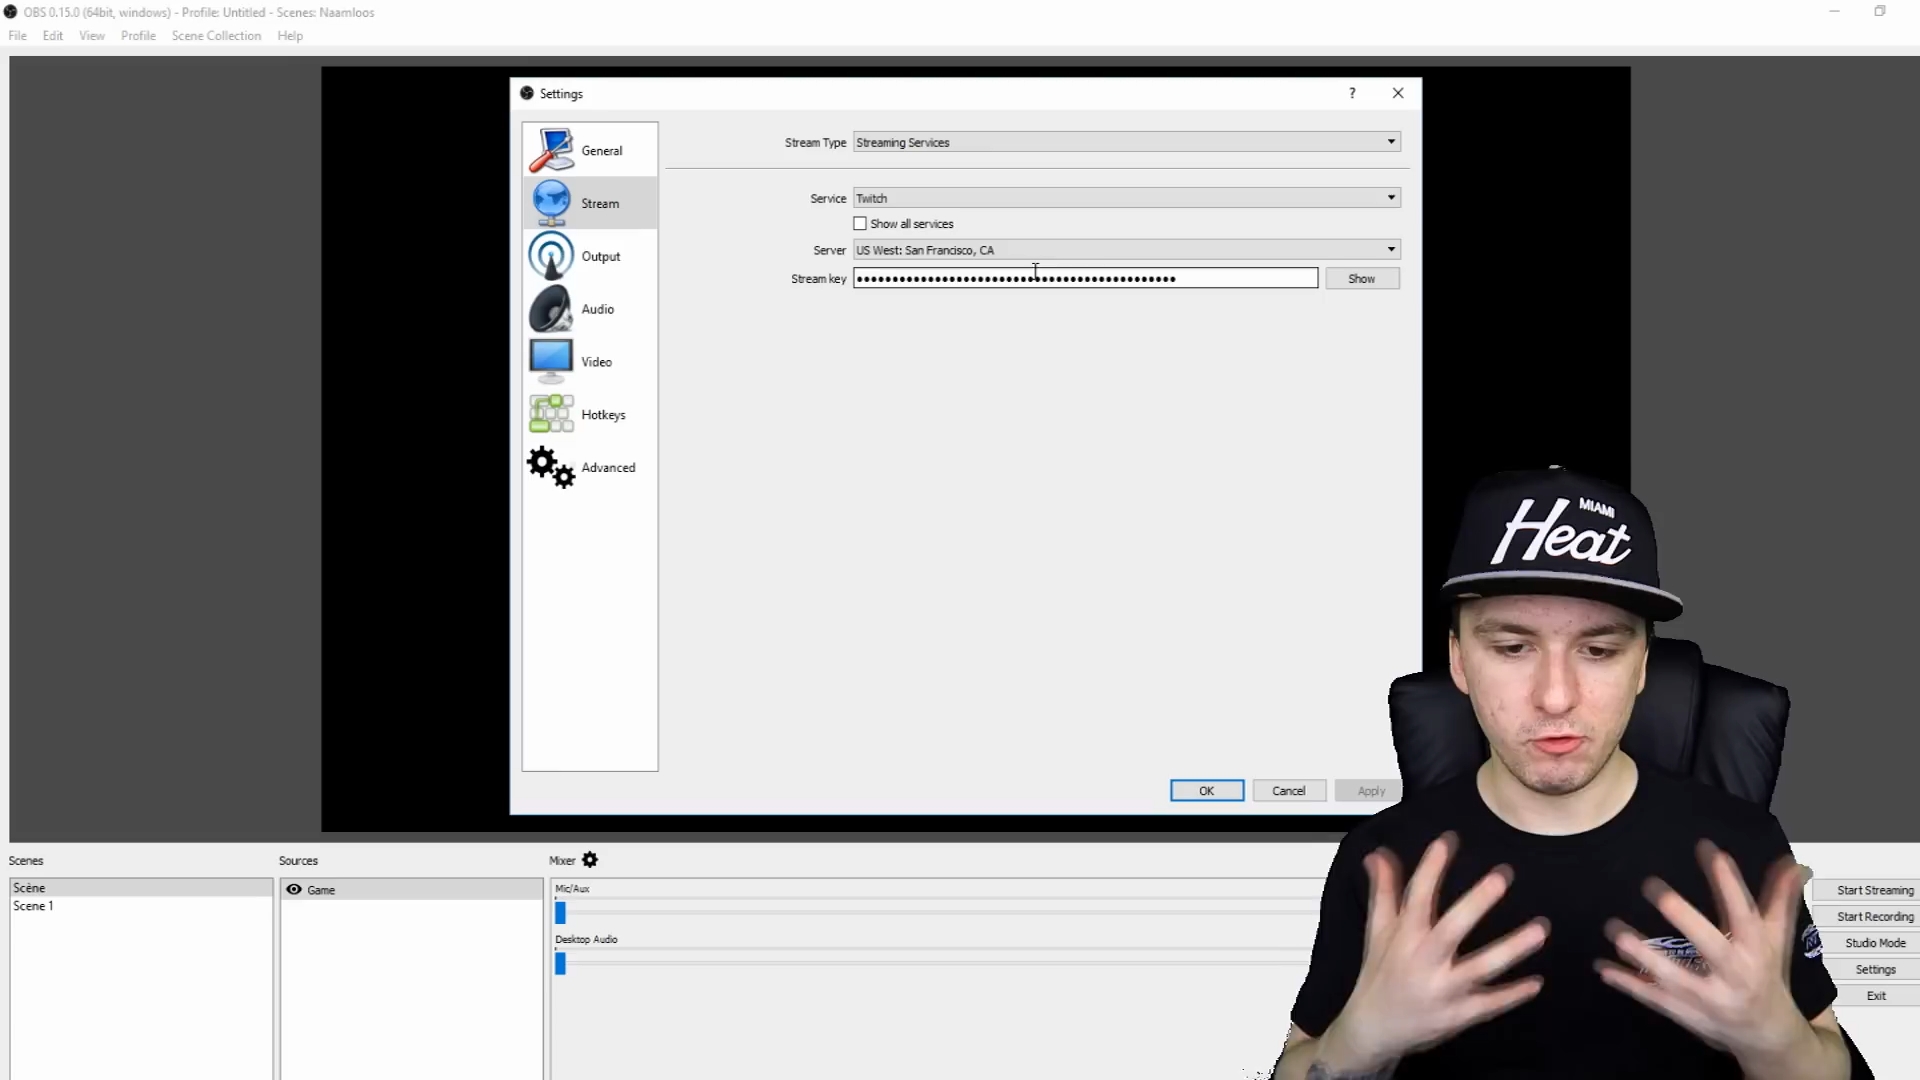 OBS 0.15.0 (64bit, windows) - Profile: Untitled - Scenes: Naamloos
File Edit View Profile Scene Collection Help
Settings
?
General
Stream
Output
Audio
Video
Hotkeys
Advanced
Stream Type Streaming Services
Service Twitch
Show all services
Server US West: San Francisco, CA
Stream key Show
OK Cancel Apply
MIAMI
Heat
Scenes
Scène
Scene 1
Sources
Game
Mixer
Mic/Aux
Desktop Audio
Start Streaming
Start Recording
Studio Mode
Settings
Exit